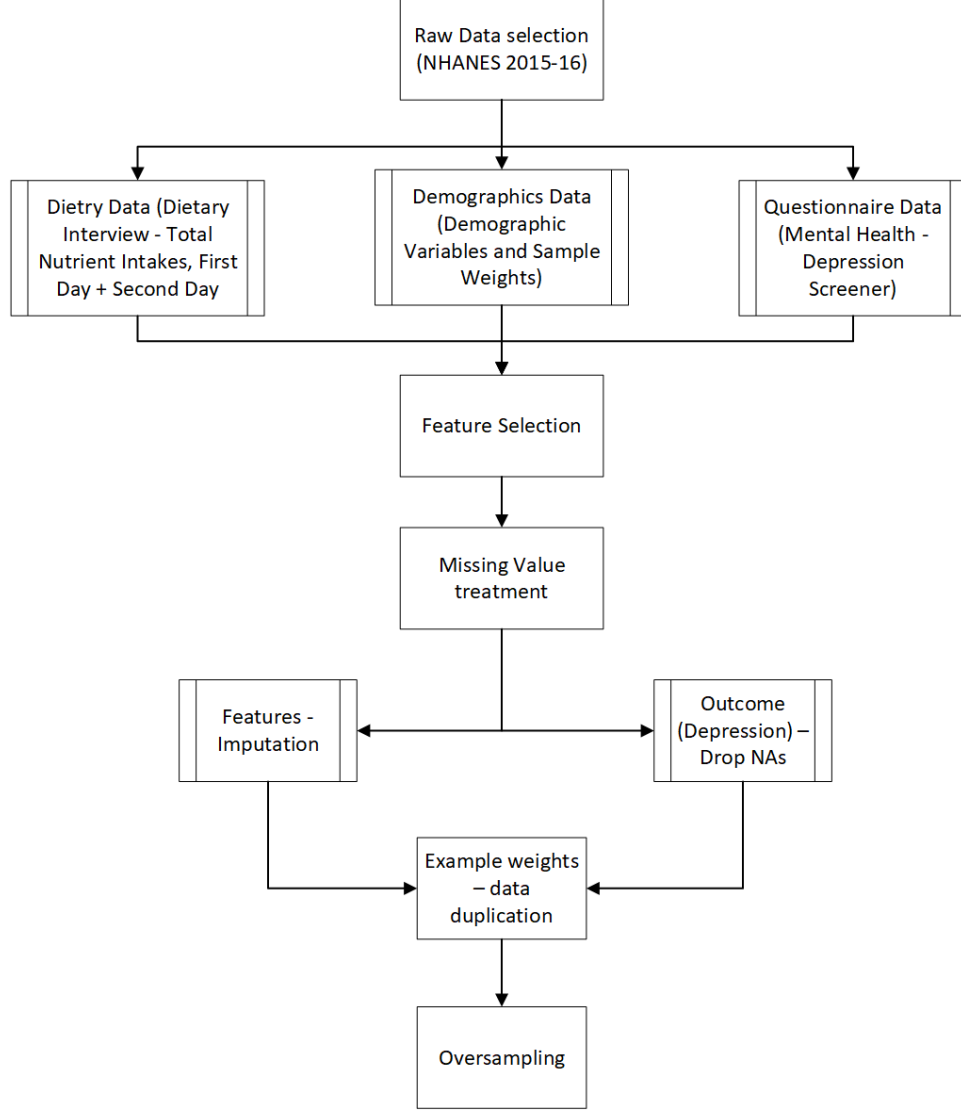 Raw Data selection
(NHANES 2015-16)
Dietry Data (Dietary
Interview - Total
Nutrient Intakes, First
Day + Second Day
Demographics Data
(Demographic
Variables and Sample
Weights)
Questionnaire Data
(Mental Health -
Depression
Screener)
Feature Selection
Missing Value
treatment
Features -
Imputation
Outcome
(Depression) –
Drop NAs
Example weights
– data
duplication
Oversampling